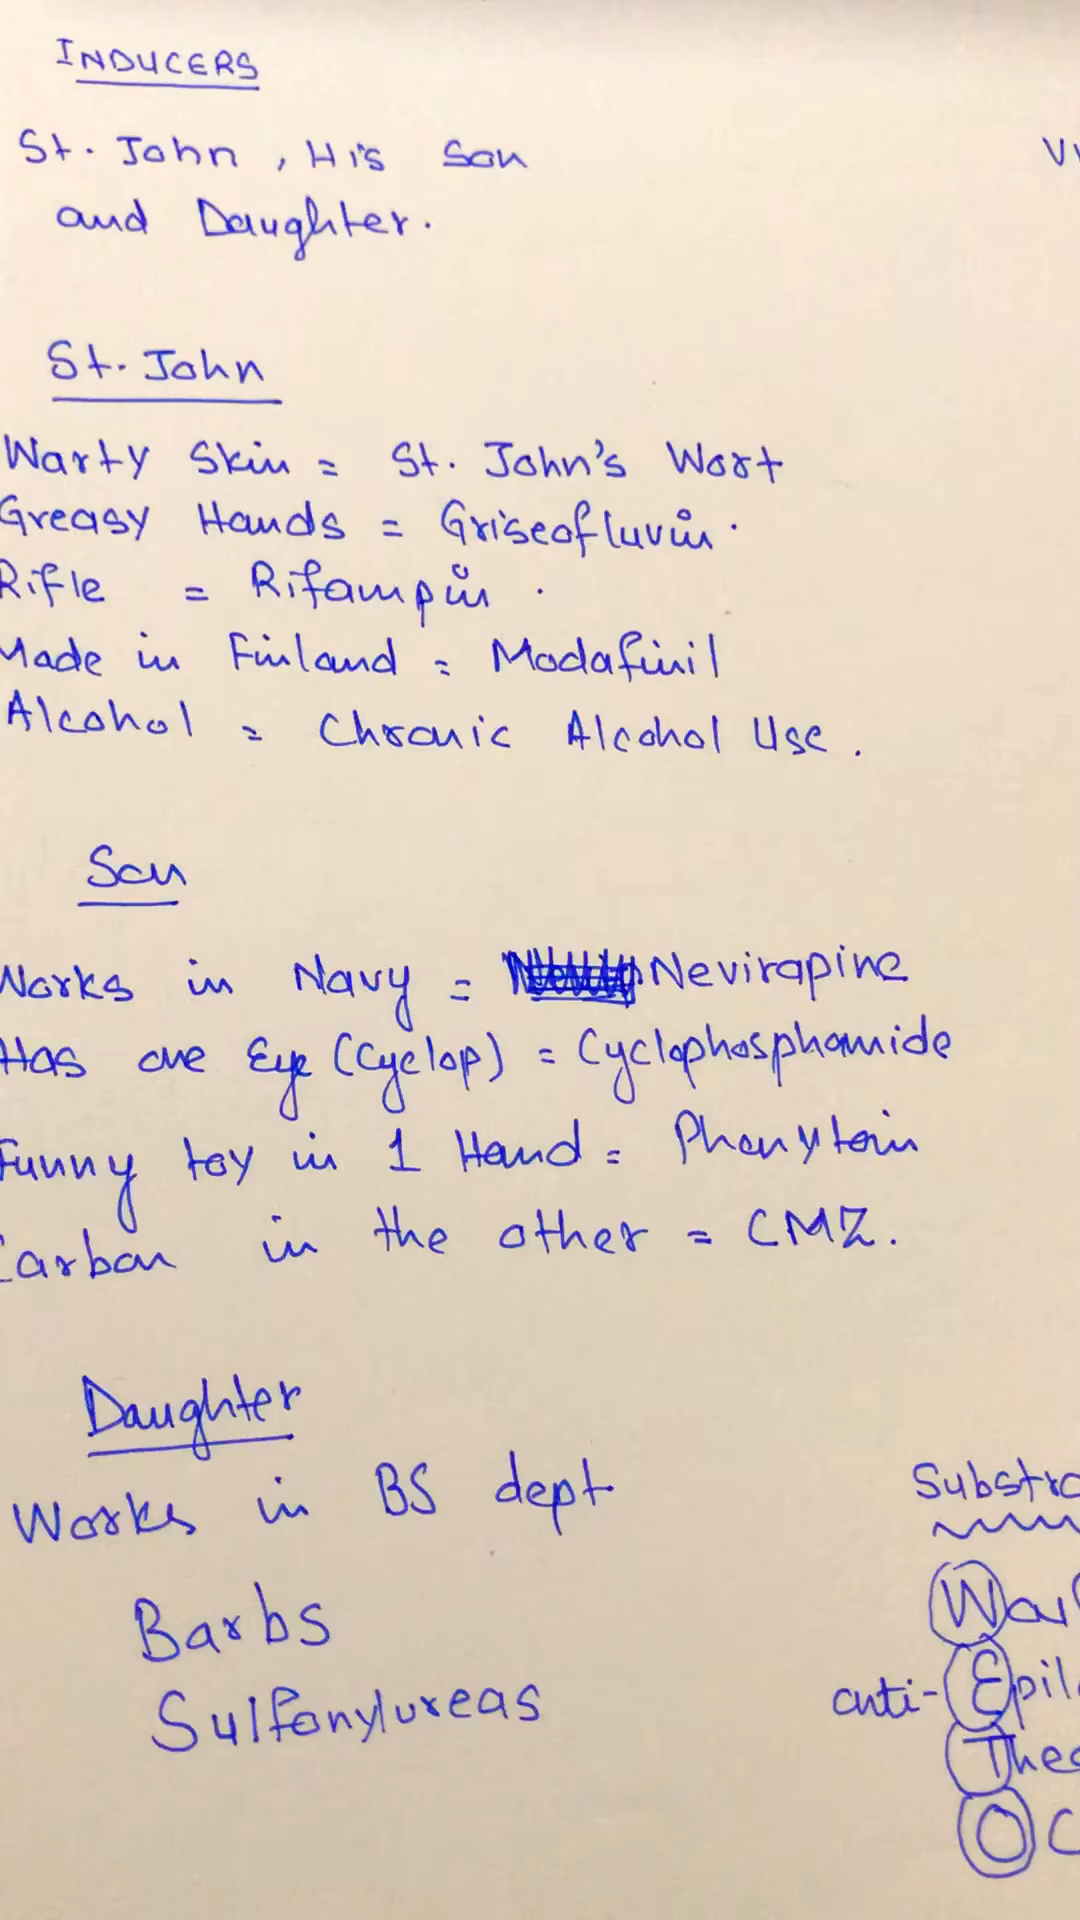 INDUCERS
St. John, His Son
and Daughter.
St. John
Warty Skin = St. John's Wort
Greasy Hands = Griseofluvin.
Rifle = Rifampin.
Made in Finland = Modafinil
Alcohol = Chronic Alcohol Use.
Son
Works in Navy = Nevirapine
Has one Eye (Cyclop) = Cyclophosphamide
Funny toy in 1 Hand = Phenytoin
Carbon in the other = CMZ.
Daughter
Works in BS dept
Barbs
Sulfonylureas
anti-